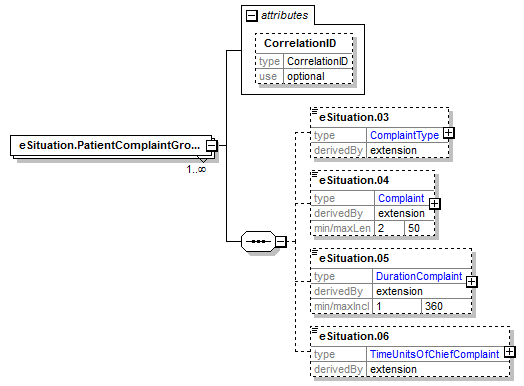 attributes
CorrelationID
type CorrelationID
use optional
eSituation.PatientComplaintGro...
1..∞
eSituation.03
type ComplaintType
derivedBy extension
eSituation.04
type Complaint
derivedBy extension
min/maxLen 2 50
eSituation.05
type DurationComplaint
derivedBy extension
min/maxIncl 1 360
eSituation.06
type TimeUnitsOfChiefComplaint
derivedBy extension